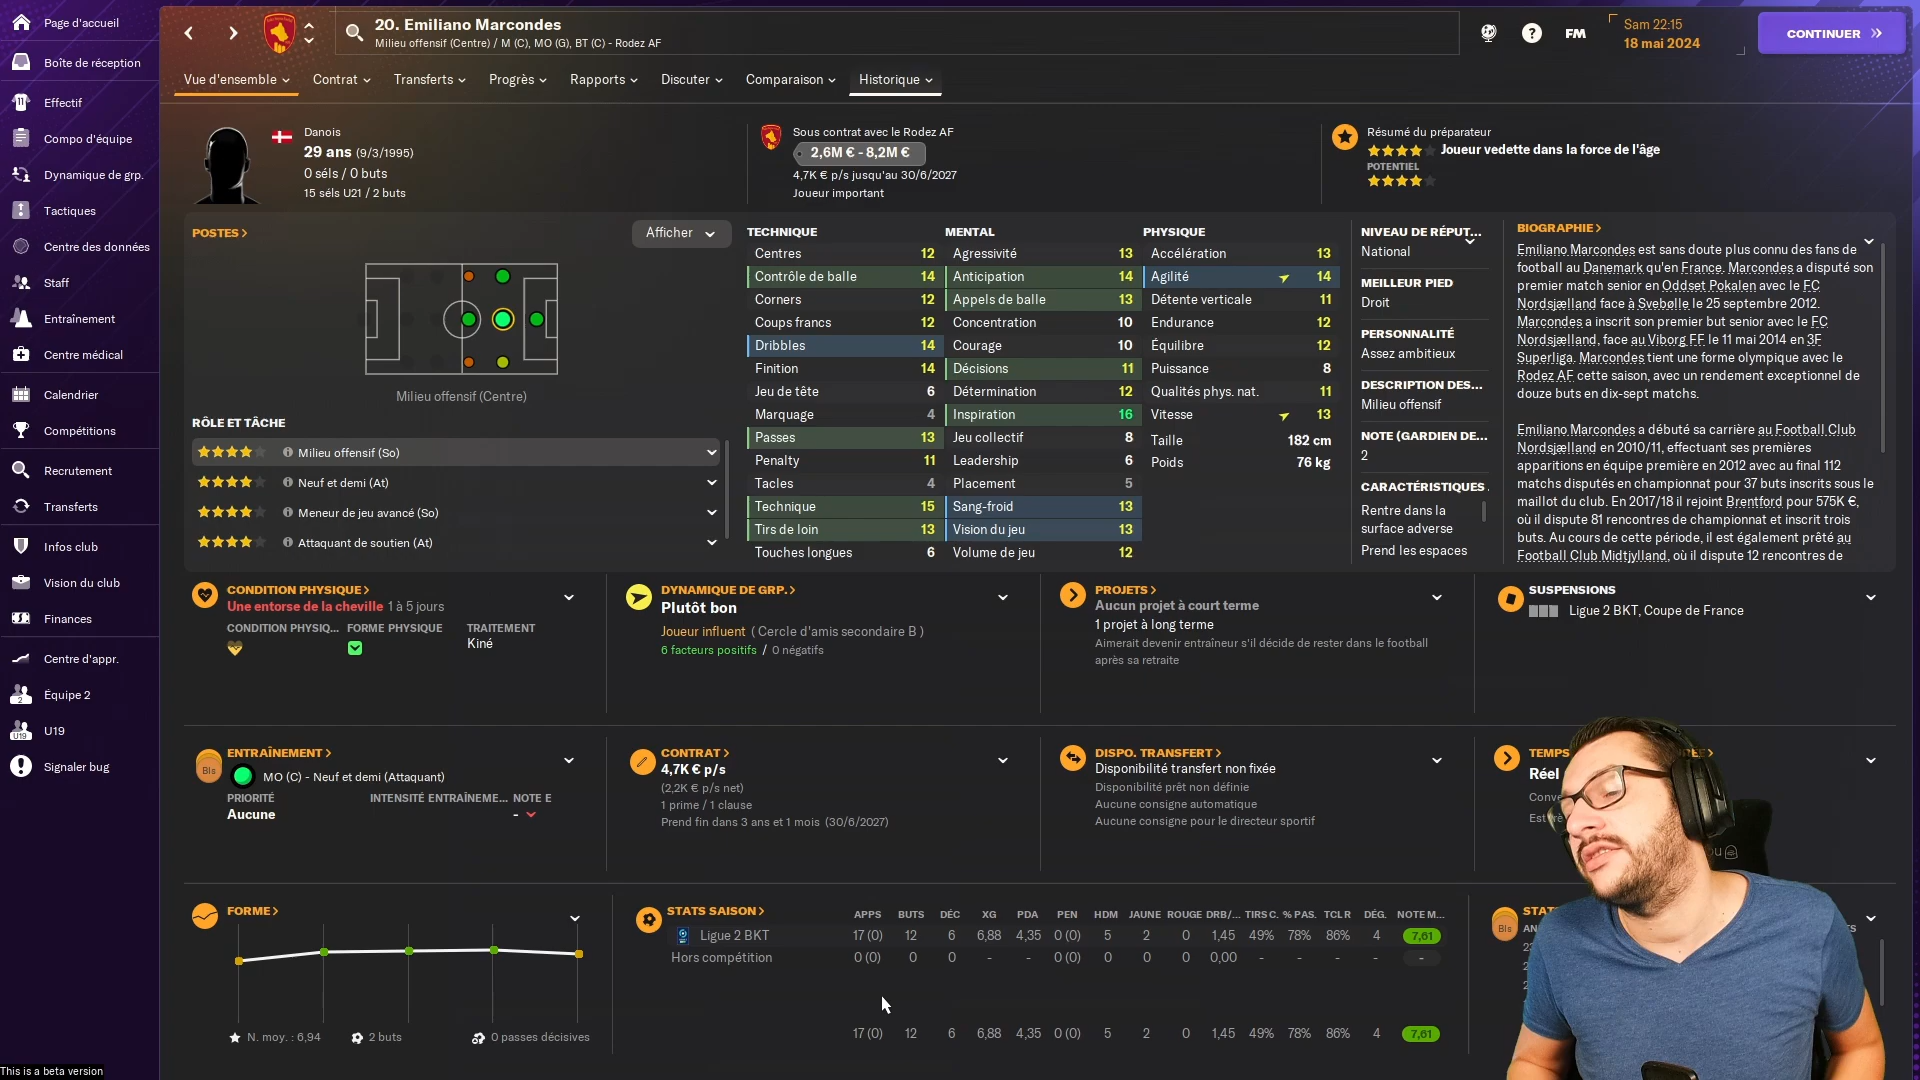 Page d'accueil
Boîte de réception
Effectif
Compo d'équipe
Dynamique de grp.
Tactiques
Centre des données
Staff
Entraînement
Centre médical
Calendrier
Compétitions
Recrutement
Transferts
Infos club
Vision du club
Finances
Centre d'appr.
Équipe 2
U19
Signaler bug
This is a beta version
20. Emiliano Marcondes
Milieu offensif (Centre) / M (C), MO (G), BT (C) - Rodez AF
FM
Sam 22:15
18 mai 2024
CONTINUER
Vue d'ensemble Contrat Transferts Progrès Rapports Discuter Comparaison Historique
Danois
29 ans (9/3/1995)
0 séls / 0 buts
15 séls U21 / 2 buts
Sous contrat avec le Rodez AF
2,6M € - 8,2M €
4,7K € p/s jusqu'au 30/6/2027
Joueur important
Résumé du préparateur
Joueur vedette dans la force de l'âge
POTENTIEL
POSTES
Afficher
Milieu offensif (Centre)
RÔLE ET TÂCHE
Milieu offensif (So)
Neuf et demi (At)
Meneur de jeu avancé (So)
Attaquant de soutien (At)
TECHNIQUE
Centres 12
Contrôle de balle 14
Corners 12
Coups francs 12
Dribbles 14
Finition 14
Jeu de tête 6
Marquage 4
Passes 13
Penalty 11
Tacles 4
Technique 15
Tirs de loin 13
Touches longues 6
MENTAL
Agressivité 13
Anticipation 14
Appels de balle 13
Concentration 10
Courage 10
Décisions 11
Détermination 12
Inspiration 16
Jeu collectif 8
Leadership 6
Placement 5
Sang-froid 13
Vision du jeu 13
Volume de jeu 12
PHYSIQUE
Accélération 13
Agilité 14
Détente verticale 11
Endurance 12
Équilibre 12
Puissance 8
Qualités phys. nat. 11
Vitesse 13
Taille 182 cm
Poids 76 kg
NIVEAU DE RÉPUT...
National
MEILLEUR PIED
Droit
PERSONNALITÉ
Assez ambitieux
DESCRIPTION DES...
Milieu offensif
NOTE (GARDIEN DE...
2
CARACTÉRISTIQUES
Rentre dans la
surface adverse
Prend les espaces
BIOGRAPHIE
Emiliano Marcondes est sans doute plus connu des fans de
football au Danemark qu'en France. Marcondes a disputé son
premier match senior en Oddset Pokalen avec le FC
Nordsjælland face à Svebølle le 25 septembre 2012.
Marcondes a inscrit son premier but senior avec le FC
Nordsjælland, face au Viborg FF le 11 mai 2014 en 3F
Superliga. Marcondes tient une forme olympique avec le
Rodez AF cette saison, avec un rendement exceptionnel de
douze buts en dix-sept matchs.
Emiliano Marcondes a débuté sa carrière au Football Club
Nordsjælland en 2010/11, effectuant ses premières
apparitions en équipe première en 2012 avec au final 112
matchs disputés en championnat pour 37 buts inscrits sous le
maillot du club. En 2017/18 il rejoint Brentford pour 575K €,
où il dispute 81 rencontres de championnat et inscrit trois
buts. Au cours de cette période, il est également prêté au
Football Club Midtjylland, où il dispute 12 rencontres de
CONDITION PHYSIQUE
Une entorse de la cheville 1 à 5 jours
CONDITION PHYSIQ... FORME PHYSIQUE TRAITEMENT
Kiné
DYNAMIQUE DE GRP.
Plutôt bon
Joueur influent ( Cercle d'amis secondaire B )
6 facteurs positifs / 0 négatifs
PROJETS
Aucun projet à court terme
1 projet à long terme
Aimerait devenir entraîneur s'il décide de rester dans le football
après sa retraite
SUSPENSIONS
Ligue 2 BKT, Coupe de France
ENTRAÎNEMENT
Bls
MO (C) - Neuf et demi (Attaquant)
PRIORITÉ INTENSITÉ ENTRAÎNEME... NOTE E
Aucune -
CONTRAT
4,7K € p/s
(2,2K € p/s net)
1 prime / 1 clause
Prend fin dans 3 ans et 1 mois (30/6/2027)
DISPO. TRANSFERT
Disponibilité transfert non fixée
Disponibilité prêt non définie
Aucune consigne automatique
Aucune consigne pour le directeur sportif
TEMPS
Réel
FORME
N. moy. : 6,94 2 buts 0 passes décisives
STATS SAISON APPS BUTS DÉC XG PDA PEN HDM JAUNE ROUGE DRB/... TIRS C. % PAS. TCL R DÉG. NOTE M...
Ligue 2 BKT 17 (0) 12 6 6,88 4,35 0 (0) 5 2 0 1,45 49% 78% 86% 4 7,61
Hors compétition 0 (0) 0 0 - - 0 (0) 0 0 0 0,00 - - - - -
17 (0) 12 6 6,88 4,35 0 (0) 5 2 0 1,45 49% 78% 86% 4 7,61
Bls